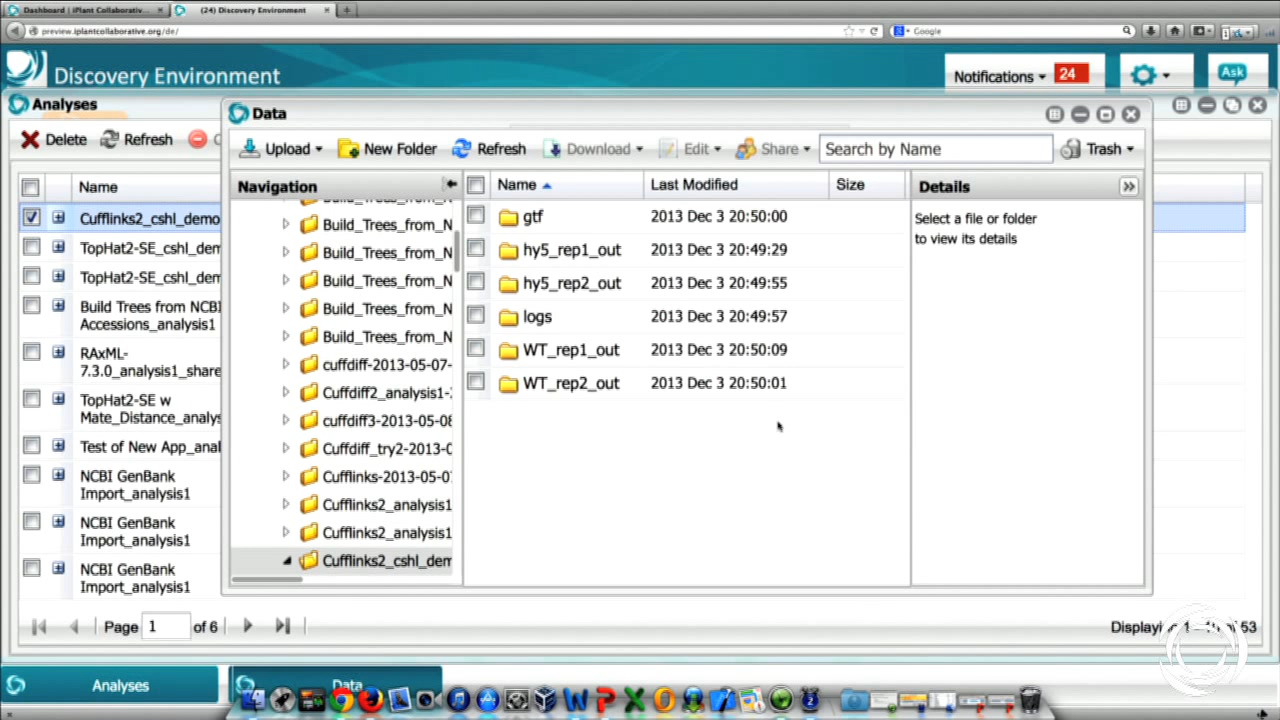 Dashboard | iPlant Collaborativ...
(24) Discovery Environment
preview.iplantcollaborative.org/de/
Google
Discovery Environment
Notifications
24
Ask
Analyses
Delete
Refresh
Name
Cufflinks2_cshl_demo
TopHat2-SE_cshl_dem
TopHat2-SE_cshl_dem
Build Trees from NCBI
Accessions_analysis1
RAxML-
7.3.0_analysis1_share
TopHat2-SE w
Mate_Distance_analys
Test of New App_anal
NCBI GenBank
Import_analysis1
NCBI GenBank
Import_analysis1
NCBI GenBank
Import_analysis1
Page 1 of 6
Data
Upload
New Folder
Refresh
Download
Edit
Share
Search by Name
Trash
Navigation
Build_Trees_from_N
Build_Trees_from_N
Build_Trees_from_N
Build_Trees_from_N
Build_Trees_from_N
Build_Trees_from_N
cuffdiff-2013-05-07-
Cuffdiff2_analysis1-
cuffdiff3-2013-05-08
Cuffdiff_try2-2013-0
Cufflinks-2013-05-07
Cufflinks2_analysis1
Cufflinks2_analysis1
Cufflinks2_cshl_dem
Name Last Modified Size
gtf 2013 Dec 3 20:50:00
hy5_rep1_out 2013 Dec 3 20:49:29
hy5_rep2_out 2013 Dec 3 20:49:55
logs 2013 Dec 3 20:49:57
WT_rep1_out 2013 Dec 3 20:50:09
WT_rep2_out 2013 Dec 3 20:50:01
Details
Select a file or folder
to view its details
Analyses
Data